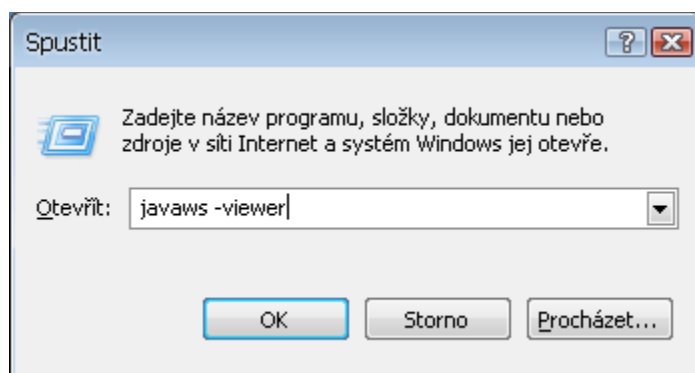 Spustit
Zadejte název programu, složky, dokumentu nebo
zdroje v síti Internet a systém Windows jej otevře.
Otevřít: javaws -viewer
OK Storno Procházet...